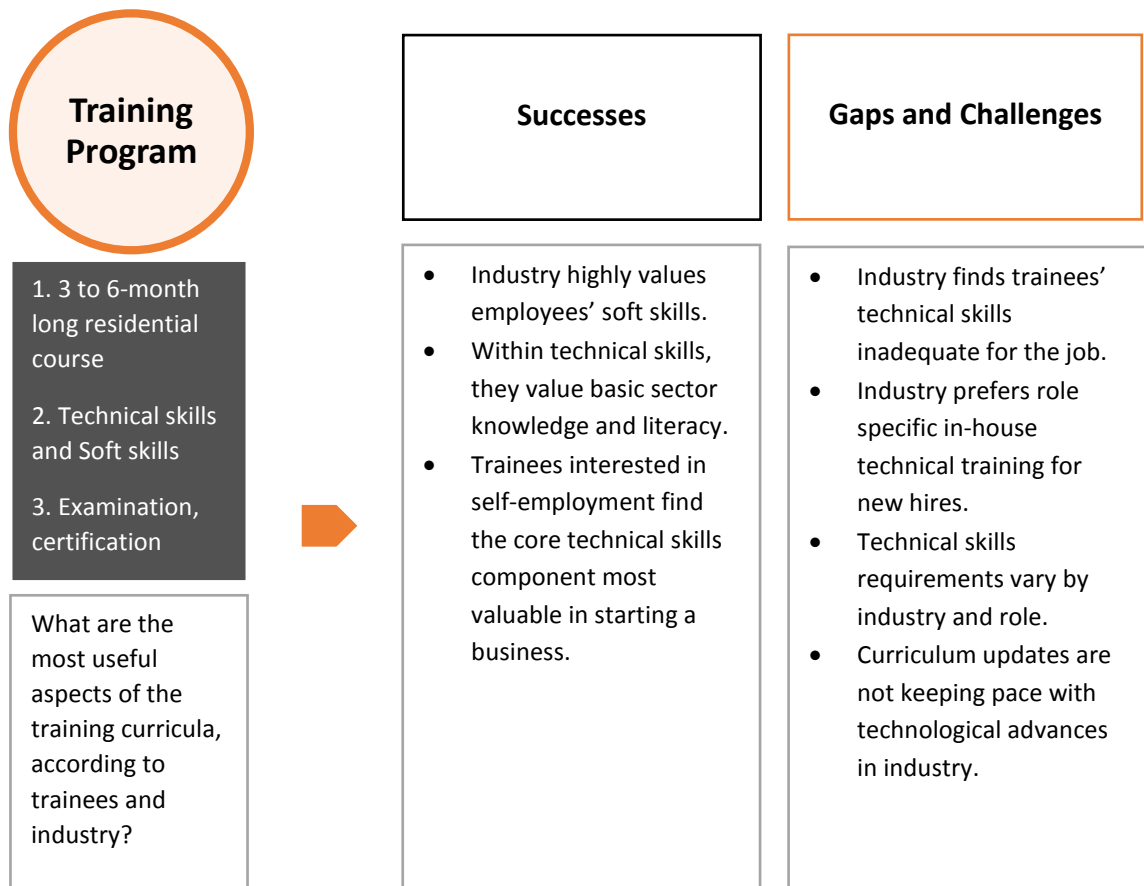 Training
Program
Successes
Gaps and Challenges
1. 3 to 6-month
long residential
course
2. Technical skills
and Soft skills
3. Examination,
certification
What are the
most useful
aspects of the
training curricula,
according to
trainees and
industry?
• Industry highly values
employees’ soft skills.
• Within technical skills,
they value basic sector
knowledge and literacy.
• Trainees interested in
self-employment find
the core technical skills
component most
valuable in starting a
business.
• Industry finds trainees’
technical skills
inadequate for the job.
• Industry prefers role
specific in-house
technical training for
new hires.
• Technical skills
requirements vary by
industry and role.
• Curriculum updates are
not keeping pace with
technological advances
in industry.